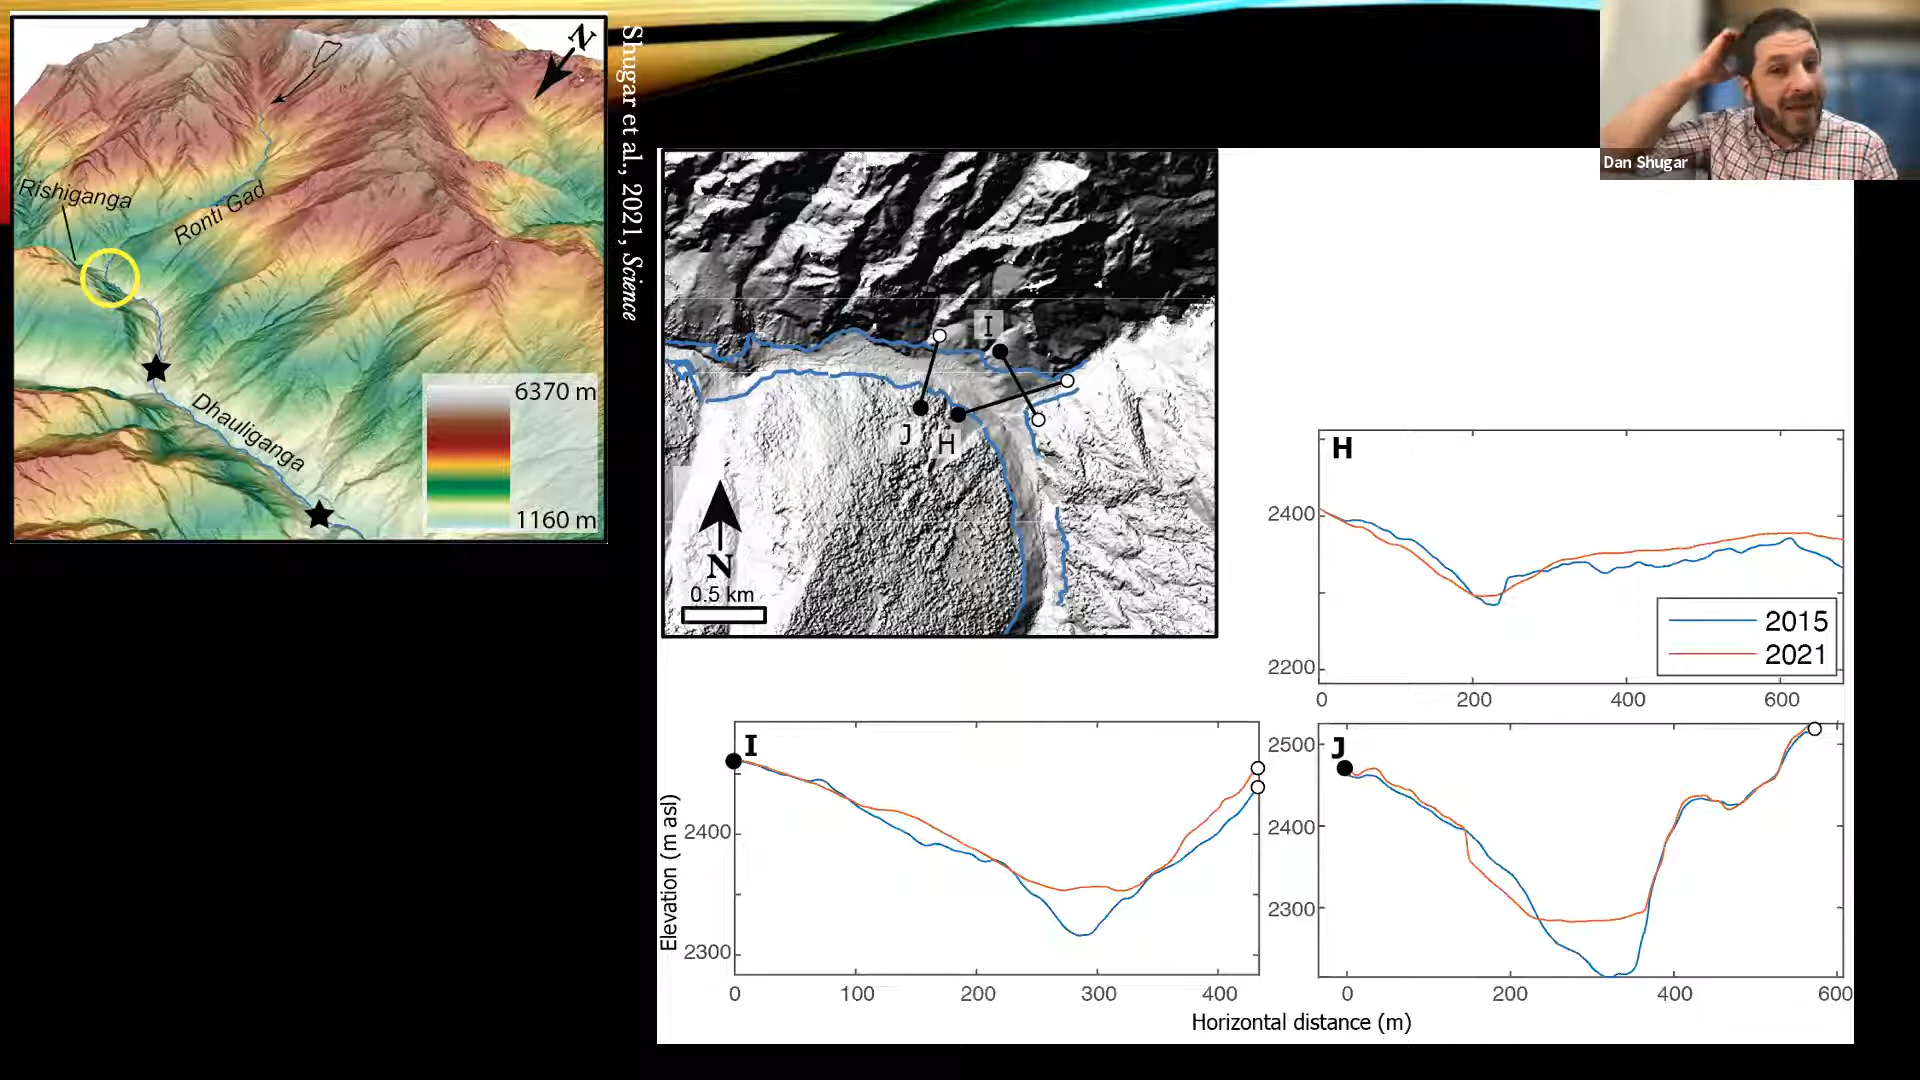 N
Rishiganga
Ronti Gad
Dhauliganga
6370 m
1160 m
Shugar et al., 2021, Science
Dan Shugar
I
J
H
N
0.5 km
H
2400
2200
0
200
400
600
2015
2021
I
Elevation (m asl)
2400
2300
0
100
200
300
400
J
2500
2400
2300
0
200
400
600
Horizontal distance (m)